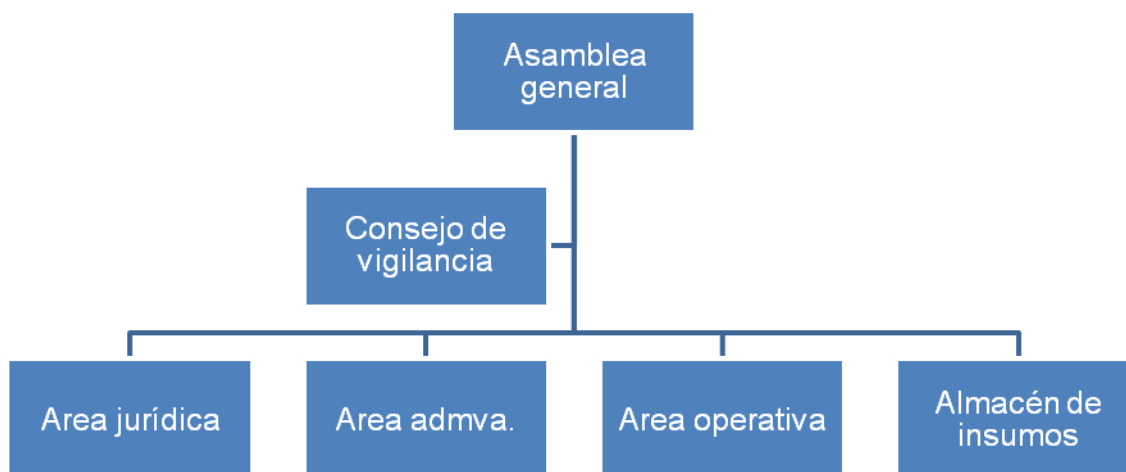 Asamblea
general
Consejo de
vigilancia
Area jurídica
Area admva.
Area operativa
Almacén de
insumos